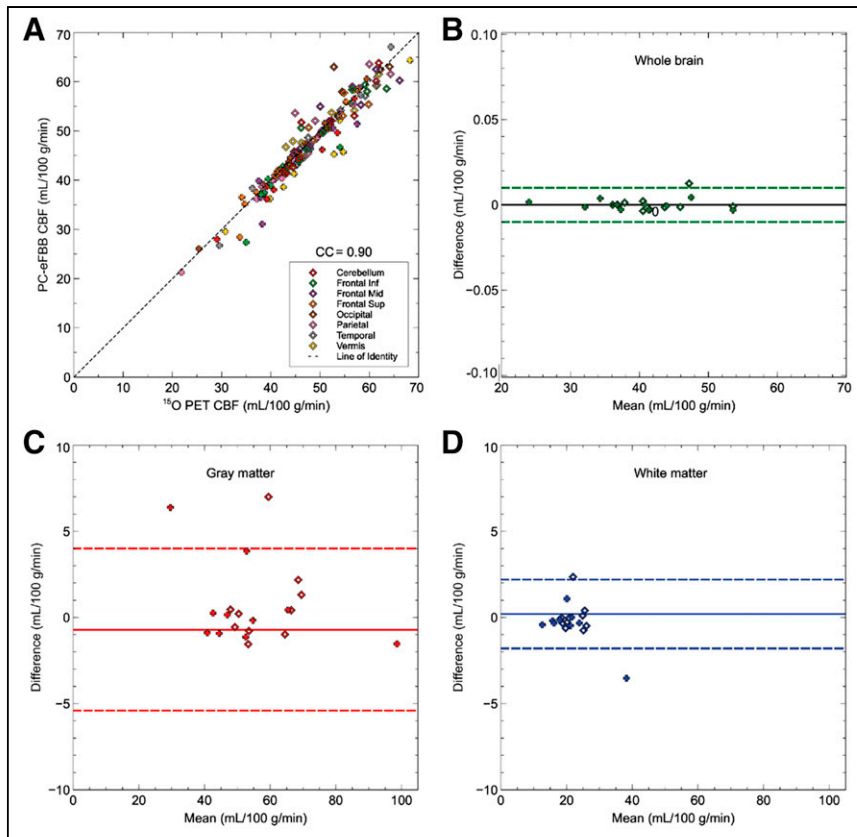 A
70
60
50
40
30
20
10
0
PC-eFBB CBF (mL/100 g/min)
CC = 0.90
Cerebellum
Frontal Inf
Frontal Mid
Frontal Sup
Occipital
Parietal
Temporal
Vermis
Line of Identity
0 10 20 30 40 50 60 70
¹⁵O PET CBF (mL/100 g/min)
B
0.10
0.05
0
−0.05
−0.10
Difference (mL/100 g/min)
Whole brain
0
20 30 40 50 60 70
Mean (mL/100 g/min)
C
10
5
0
−5
−10
Difference (mL/100 g/min)
Gray matter
0 20 40 60 80 100
Mean (mL/100 g/min)
D
10
5
0
−5
−10
Difference (mL/100 g/min)
White matter
0 20 40 60 80 100
Mean (mL/100 g/min)